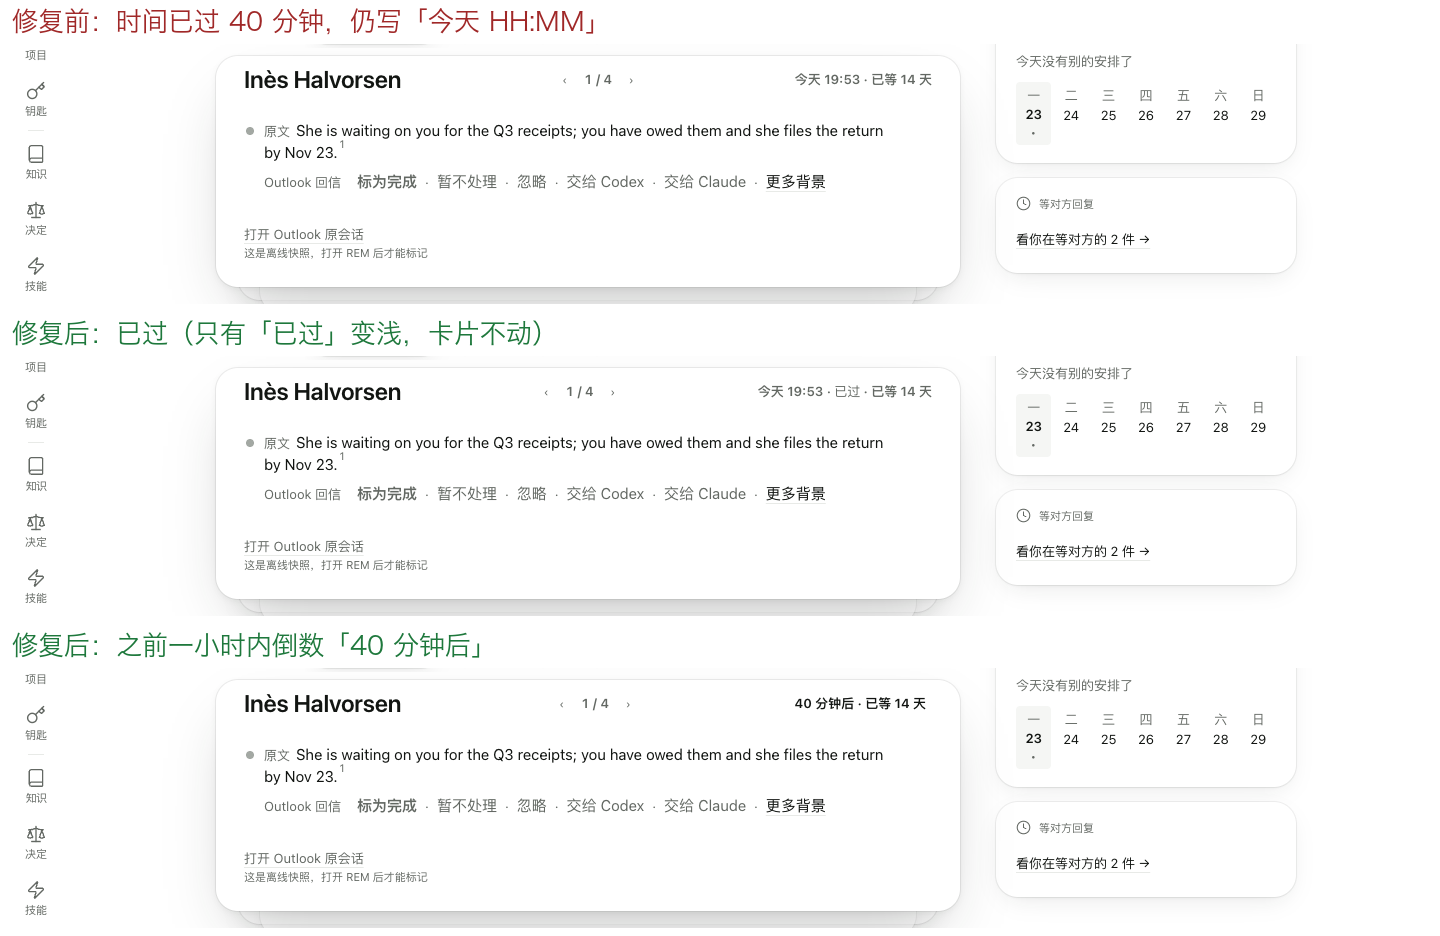 修复前：时间已过 40 分钟，仍写「今天 HH:MM」
项目
钥匙
知识
决定
技能
Inès Halvorsen
‹ 1 / 4 ›
今天 19:53 · 已等 14 天
原文 She is waiting on you for the Q3 receipts; you have owed them and she files the return
by Nov 23.1
Outlook 回信 标为完成 · 暂不处理 · 忽略 · 交给 Codex · 交给 Claude · 更多背景
打开 Outlook 原会话
这是离线快照，打开 REM 后才能标记
今天没有别的安排了
一 二 三 四 五 六 日
23 24 25 26 27 28 29
等对方回复
看你在等对方的 2 件 →
修复后：已过（只有「已过」变浅，卡片不动）
项目
钥匙
知识
决定
技能
Inès Halvorsen
‹ 1 / 4 ›
今天 19:53 · 已过 · 已等 14 天
原文 She is waiting on you for the Q3 receipts; you have owed them and she files the return
by Nov 23.1
Outlook 回信 标为完成 · 暂不处理 · 忽略 · 交给 Codex · 交给 Claude · 更多背景
打开 Outlook 原会话
这是离线快照，打开 REM 后才能标记
今天没有别的安排了
一 二 三 四 五 六 日
23 24 25 26 27 28 29
等对方回复
看你在等对方的 2 件 →
修复后：之前一小时内倒数「40 分钟后」
项目
钥匙
知识
决定
技能
Inès Halvorsen
‹ 1 / 4 ›
40 分钟后 · 已等 14 天
原文 She is waiting on you for the Q3 receipts; you have owed them and she files the return
by Nov 23.1
Outlook 回信 标为完成 · 暂不处理 · 忽略 · 交给 Codex · 交给 Claude · 更多背景
打开 Outlook 原会话
这是离线快照，打开 REM 后才能标记
今天没有别的安排了
一 二 三 四 五 六 日
23 24 25 26 27 28 29
等对方回复
看你在等对方的 2 件 →